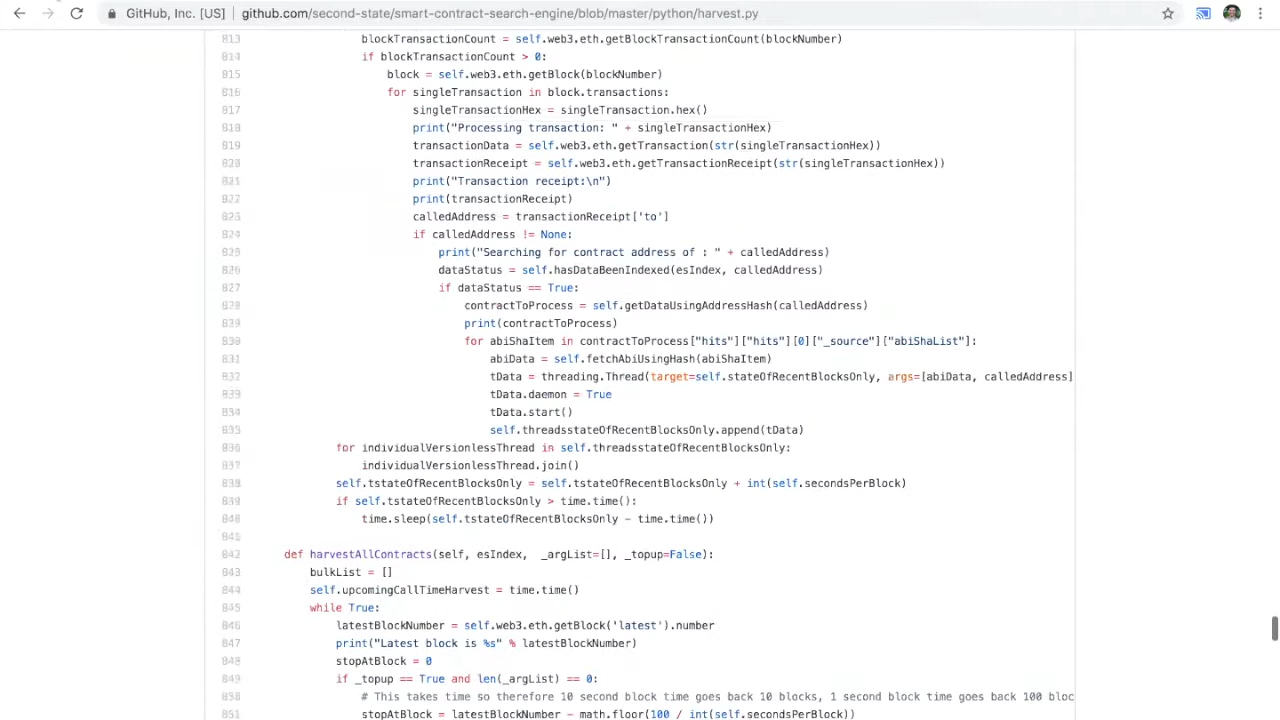 GitHub, Inc. [US]
github.com/second-state/smart-contract-search-engine/blob/master/python/harvest.py
813 blockTransactionCount = self.web3.eth.getBlockTransactionCount(blockNumber)
814 if blockTransactionCount > 0:
815 block = self.web3.eth.getBlock(blockNumber)
816 for singleTransaction in block.transactions:
817 singleTransactionHex = singleTransaction.hex()
818 print("Processing transaction: " + singleTransactionHex)
819 transactionData = self.web3.eth.getTransaction(str(singleTransactionHex))
820 transactionReceipt = self.web3.eth.getTransactionReceipt(str(singleTransactionHex))
821 print("Transaction receipt:\n")
822 print(transactionReceipt)
823 calledAddress = transactionReceipt['to']
824 if calledAddress != None:
825 print("Searching for contract address of : " + calledAddress)
826 dataStatus = self.hasDataBeenIndexed(esIndex, calledAddress)
827 if dataStatus == True:
828 contractToProcess = self.getDataUsingAddressHash(calledAddress)
829 print(contractToProcess)
830 for abiShaItem in contractToProcess["hits"]["hits"][0]["_source"]["abiShaList"]:
831 abiData = self.fetchAbiUsingHash(abiShaItem)
832 tData = threading.Thread(target=self.stateOfRecentBlocksOnly, args=[abiData, calledAddress]
833 tData.daemon = True
834 tData.start()
835 self.threadsstateOfRecentBlocksOnly.append(tData)
836 for individualVersionlessThread in self.threadsstateOfRecentBlocksOnly:
837 individualVersionlessThread.join()
838 self.tstateOfRecentBlocksOnly = self.tstateOfRecentBlocksOnly + int(self.secondsPerBlock)
839 if self.tstateOfRecentBlocksOnly > time.time():
840 time.sleep(self.tstateOfRecentBlocksOnly - time.time())
841
842 def harvestAllContracts(self, esIndex, _argList=[], _topup=False):
843 bulkList = []
844 self.upcomingCallTimeHarvest = time.time()
845 while True:
846 latestBlockNumber = self.web3.eth.getBlock('latest').number
847 print("Latest block is %s" % latestBlockNumber)
848 stopAtBlock = 0
849 if _topup == True and len(_argList) == 0:
850 # This takes time so therefore 10 second block time goes back 10 blocks, 1 second block time goes back 100 bloc
851 stopAtBlock = latestBlockNumber - math.floor(100 / int(self.secondsPerBlock))